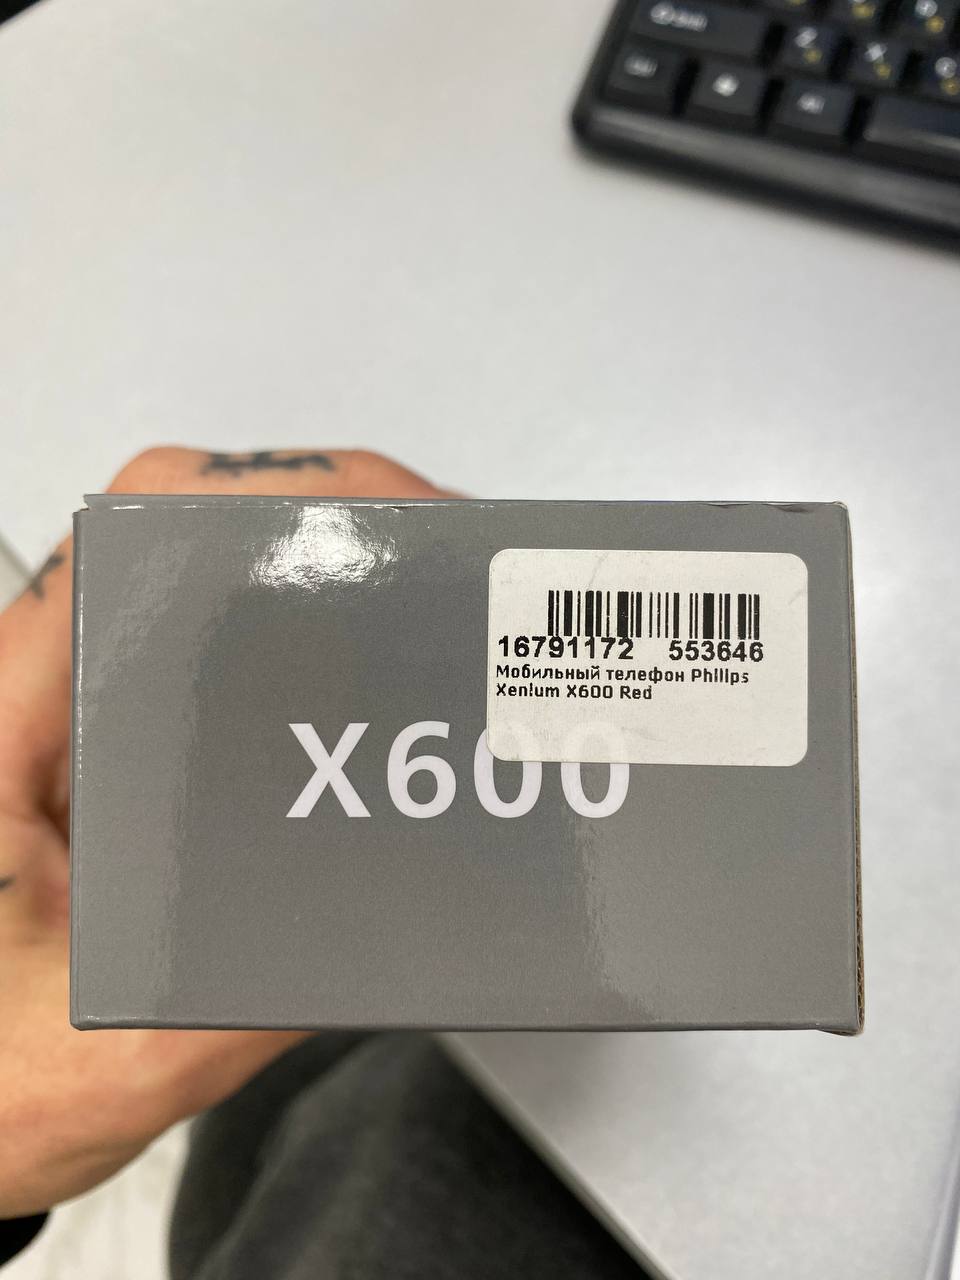 Z X
16791172 553646
Мобильный телефон Philips
Xenium X600 Red
X600